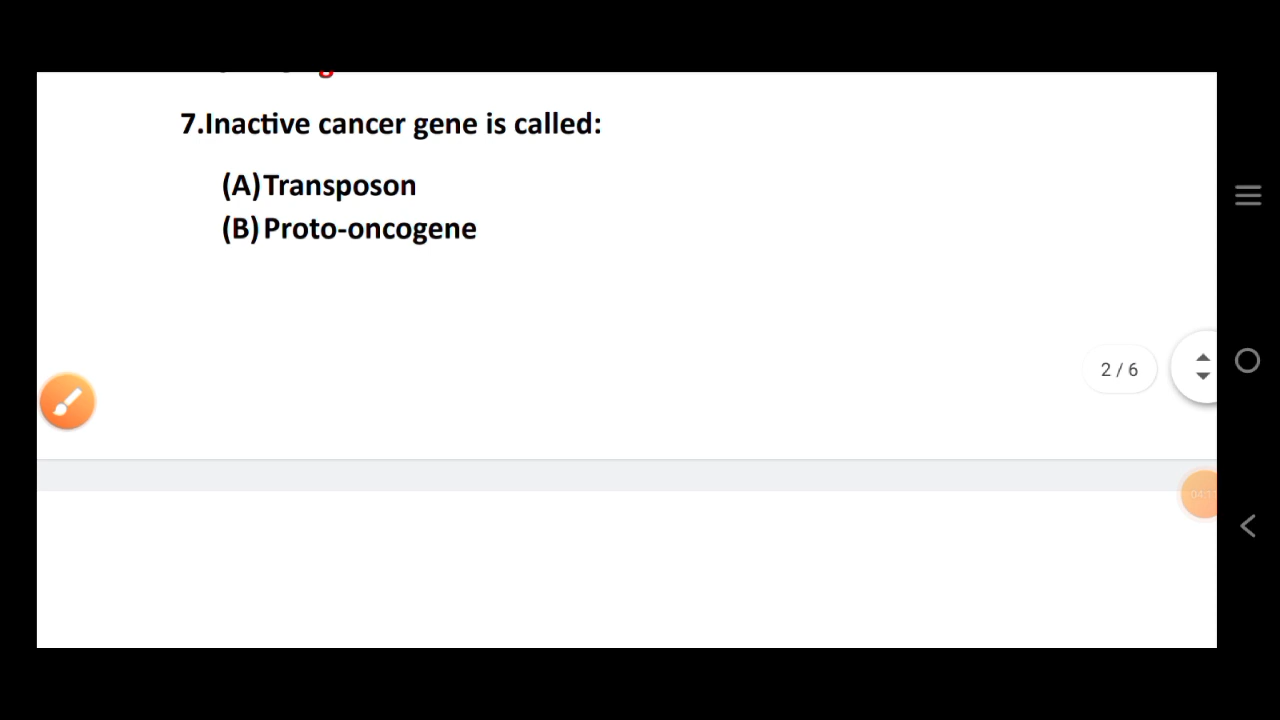 7.Inactive cancer gene is called:
(A)Transposon
(B)Proto-oncogene
2 / 6